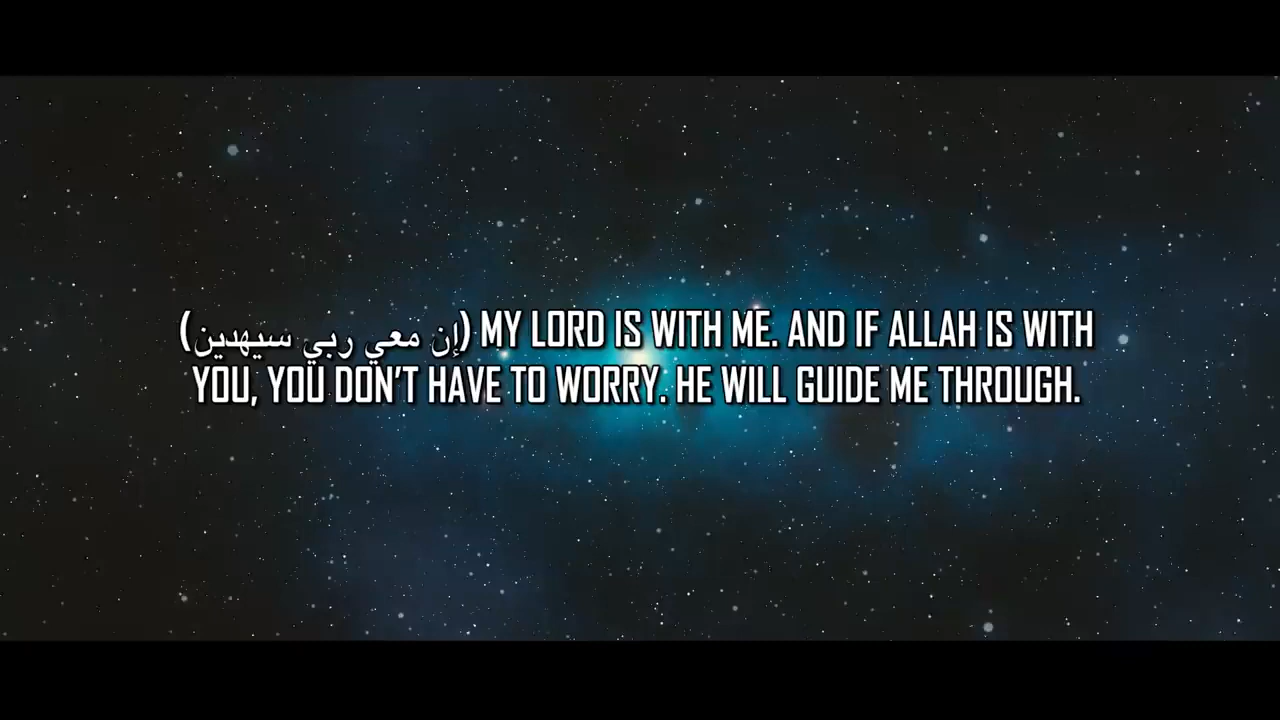 (إن معي ربي سيهدين) MY LORD IS WITH ME. AND IF ALLAH IS WITH
YOU, YOU DON'T HAVE TO WORRY. HE WILL GUIDE ME THROUGH.